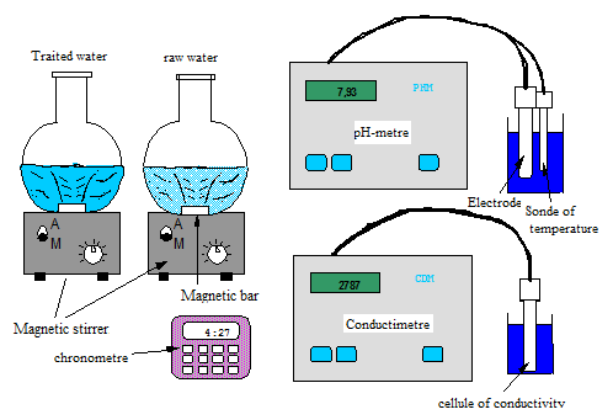 Traited water
raw water
A
M
A
M
Magnetic bar
Magnetic stirrer
chronometre
4:27
7,93
PHM
pH-metre
Electrode
Sonde of
temperature
2787
CDM
Conductimetre
cellule of conductivity